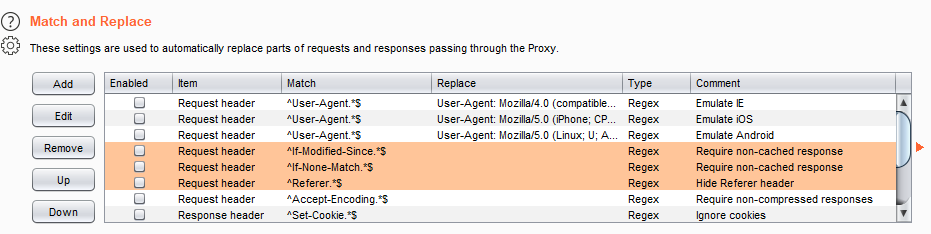 Match and Replace
These settings are used to automatically replace parts of requests and responses passing through the Proxy.
Add
Edit
Remove
Up
Down
Enabled Item Match Replace Type Comment
Request header ^User-Agent.*$ User-Agent: Mozilla/4.0 (compatible... Regex Emulate IE
Request header ^User-Agent.*$ User-Agent: Mozilla/5.0 (iPhone; CP... Regex Emulate iOS
Request header ^User-Agent.*$ User-Agent: Mozilla/5.0 (Linux; U; A... Regex Emulate Android
Request header ^If-Modified-Since.*$ Regex Require non-cached response
Request header ^If-None-Match.*$ Regex Require non-cached response
Request header ^Referer.*$ Regex Hide Referer header
Request header ^Accept-Encoding.*$ Regex Require non-compressed responses
Response header ^Set-Cookie.*$ Regex Ignore cookies